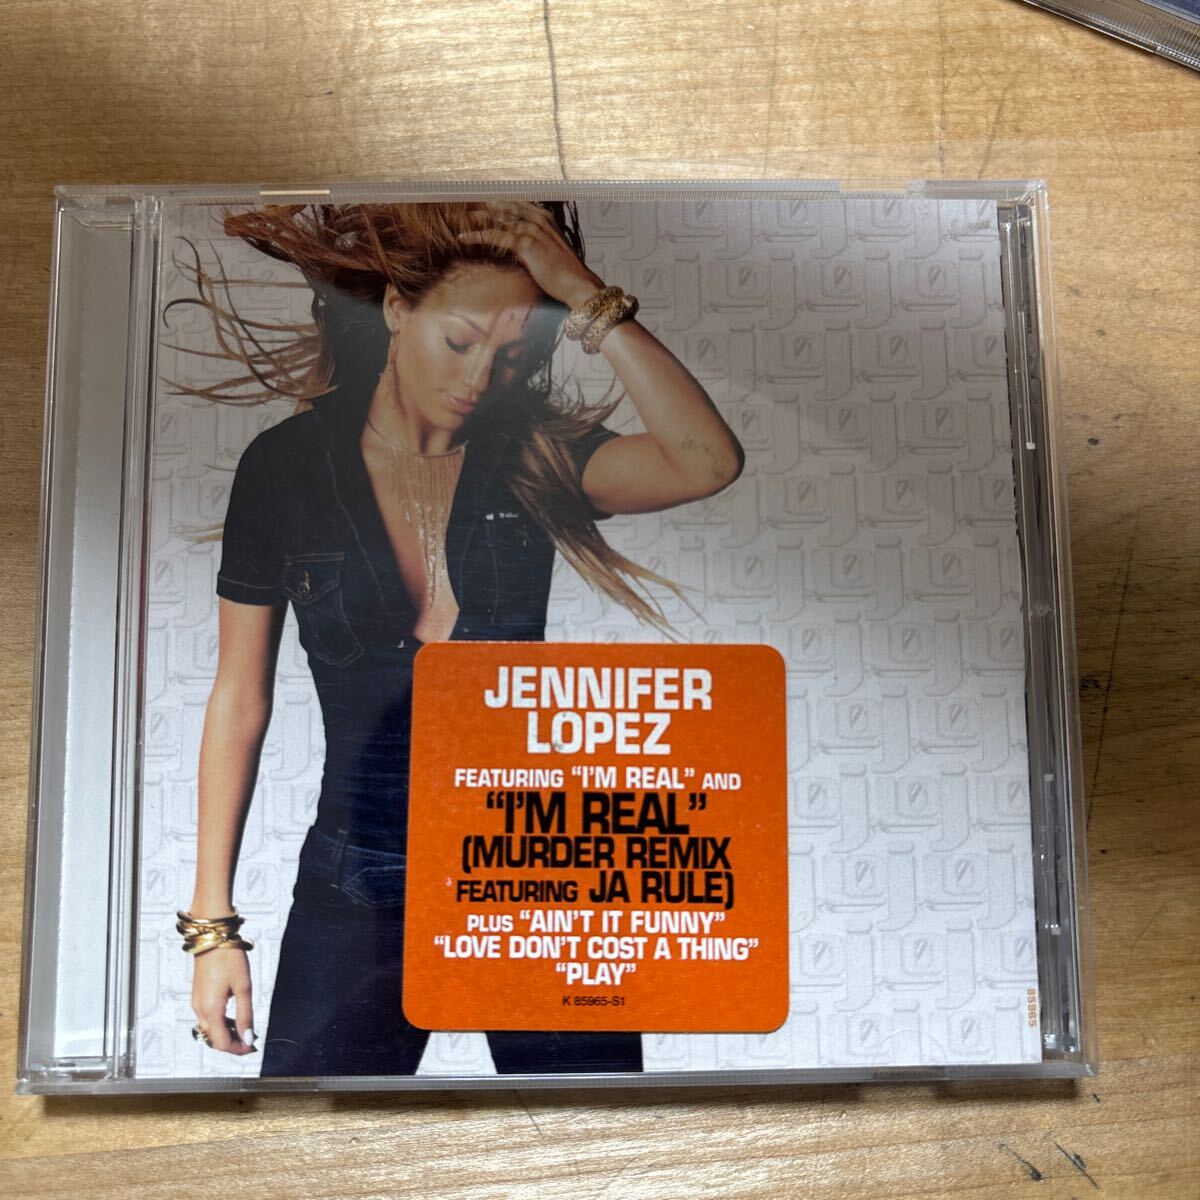 JENNIFER
LOPEZ
FEATURING “I'M REAL” AND
“I'M REAL”
(MURDER REMIX
FEATURING JA RULE)
PLUS “AIN'T IT FUNNY”
“LOVE DON'T COST A THING”
“PLAY”
K 85965-S1
85965